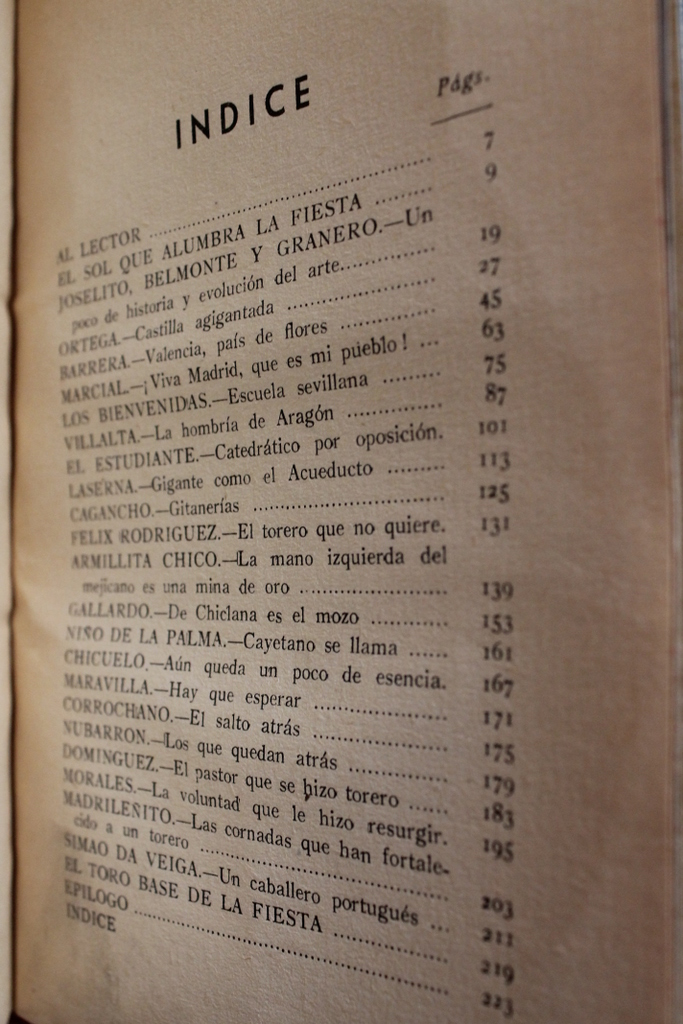 INDICE
Págs.
AL LECTOR .......... 7
EL SOL QUE ALUMBRA LA FIESTA ........ 9
JOSELITO, BELMONTE Y GRANERO.—Un
poco de historia y evolución del arte............ 19
ORTEGA.—Castilla agigantada .................... 27
BARRERA.—Valencia, país de flores ............. 45
MARCIAL.—¡Viva Madrid, que es mi pueblo! ... 63
LOS BIENVENIDAS.—Escuela sevillana ......... 75
VILLALTA.—La hombría de Aragón ............. 87
EL ESTUDIANTE.—Catedrático por oposición. 101
LASERNA.—Gigante como el Acueducto ......... 113
CAGANCHO.—Gitanerías ............................. 125
FELIX RODRIGUEZ.—El torero que no quiere. 131
ARMILLITA CHICO.—La mano izquierda del
mejicano es una mina de oro ...................... 139
GALLARDO.—De Chiclana es el mozo ............ 153
NIÑO DE LA PALMA.—Cayetano se llama ...... 161
CHICUELO.—Aún queda un poco de esencia. 167
MARAVILLA.—Hay que esperar .................... 171
CORROCHANO.—El salto atrás .................... 175
NUBARRON.—Los que quedan atrás .............. 179
DOMINGUEZ.—El pastor que se hizo torero ...... 183
MORALES.—La voluntad que le hizo resurgir. 195
MADRILEÑITO.—Las cornadas que han fortale-
cido a un torero .................................... 203
SIMAO DA VEIGA.—Un caballero portugués ... 211
EL TORO BASE DE LA FIESTA .................. 219
EPILOGO ............................................. 223
INDICE